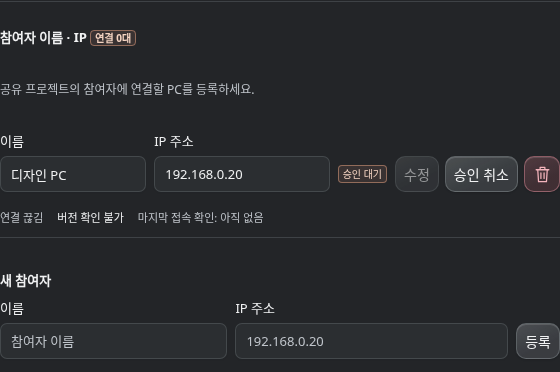 참여자 이름 · IP 연결 0대
공유 프로젝트의 참여자에 연결할 PC를 등록하세요.
이름 IP 주소
디자인 PC 192.168.0.20 승인 대기 수정 승인 취소
연결 끊김 버전 확인 불가 마지막 접속 확인: 아직 없음
새 참여자
이름 IP 주소
참여자 이름 192.168.0.20 등록